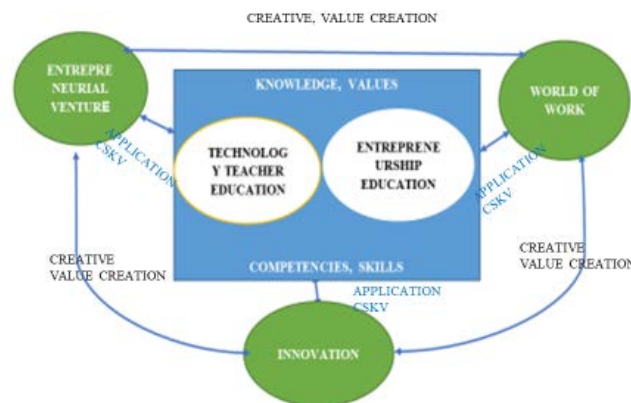 CREATIVE, VALUE CREATION
ENTREPRE
NEURIAL
VENTURE
KNOWLEDGE, VALUES
WORLD OF
WORK
APPLICATION
CSKV
TECHNOLOG
Y TEACHER
EDUCATION
ENTREPRENE
URSHIP
EDUCATION
APPLICATION
CSKV
CREATIVE
VALUE CREATION
CREATIVE
VALUE CREATION
COMPETENCIES, SKILLS
APPLICATION
CSKV
INNOVATION